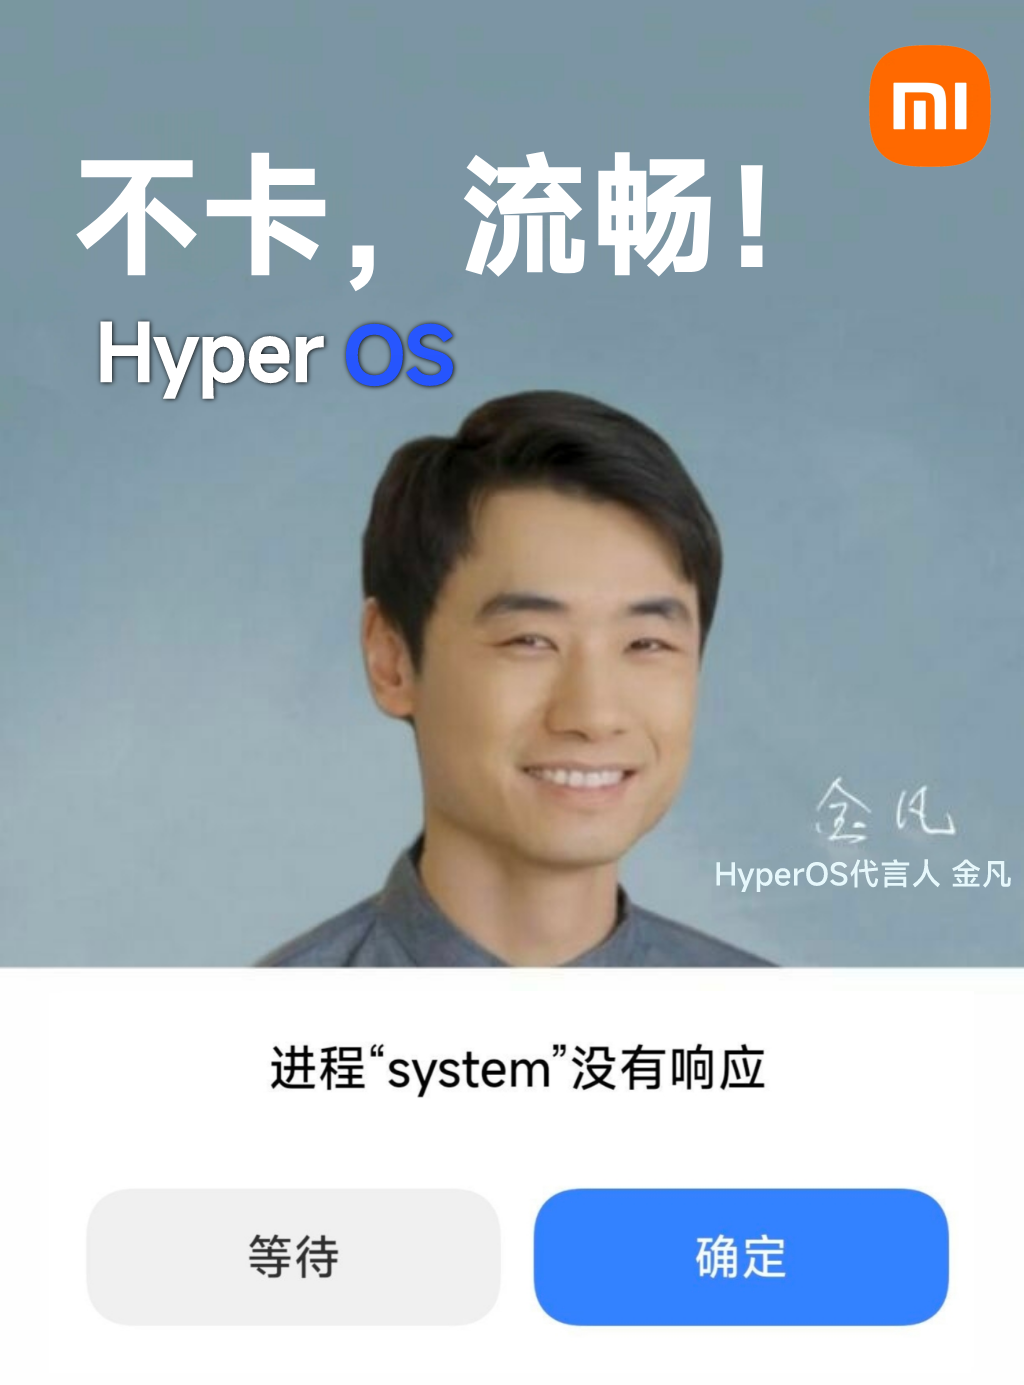 mi
不卡，流畅！
Hyper OS
金凡
HyperOS代言人 金凡
进程“system”没有响应
等待
确定